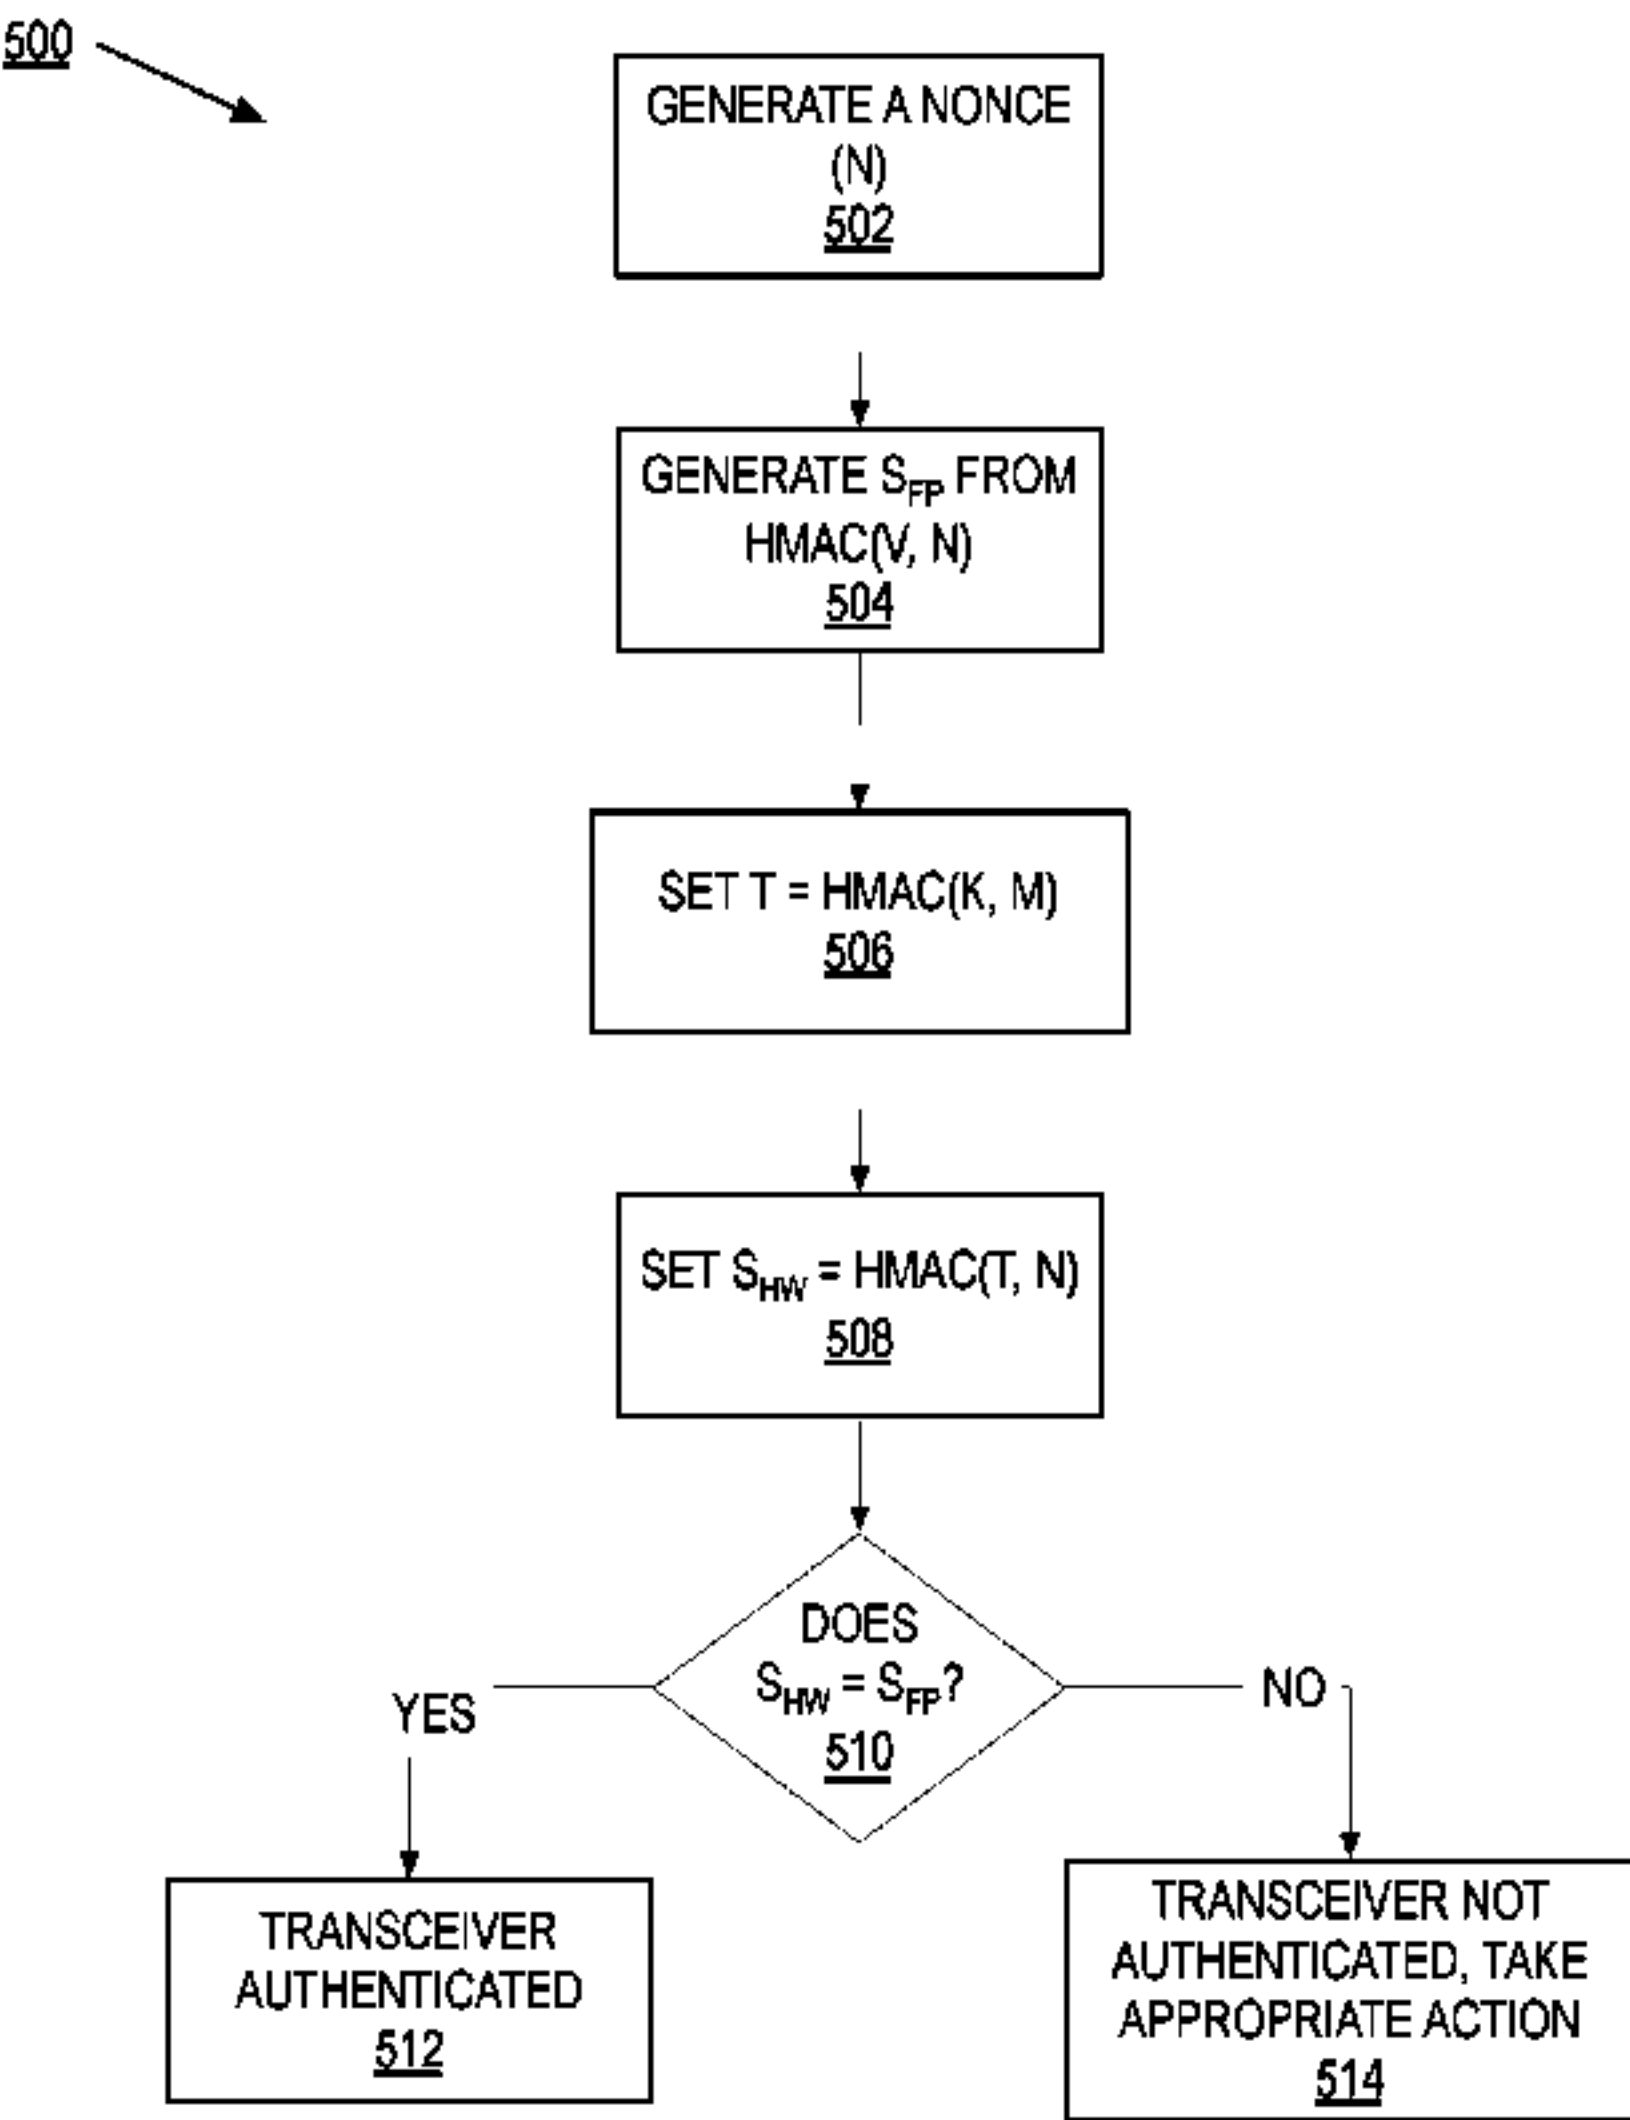 500
GENERATE A NONCE
(N)
502
GENERATE S_FP FROM
HMAC(V, N)
504
SET T = HMAC(K, M)
506
SET S_HW = HMAC(T, N)
508
DOES
S_HW = S_FP?
510
YES
NO
TRANSCEIVER
AUTHENTICATED
512
TRANSCEIVER NOT
AUTHENTICATED, TAKE
APPROPRIATE ACTION
514